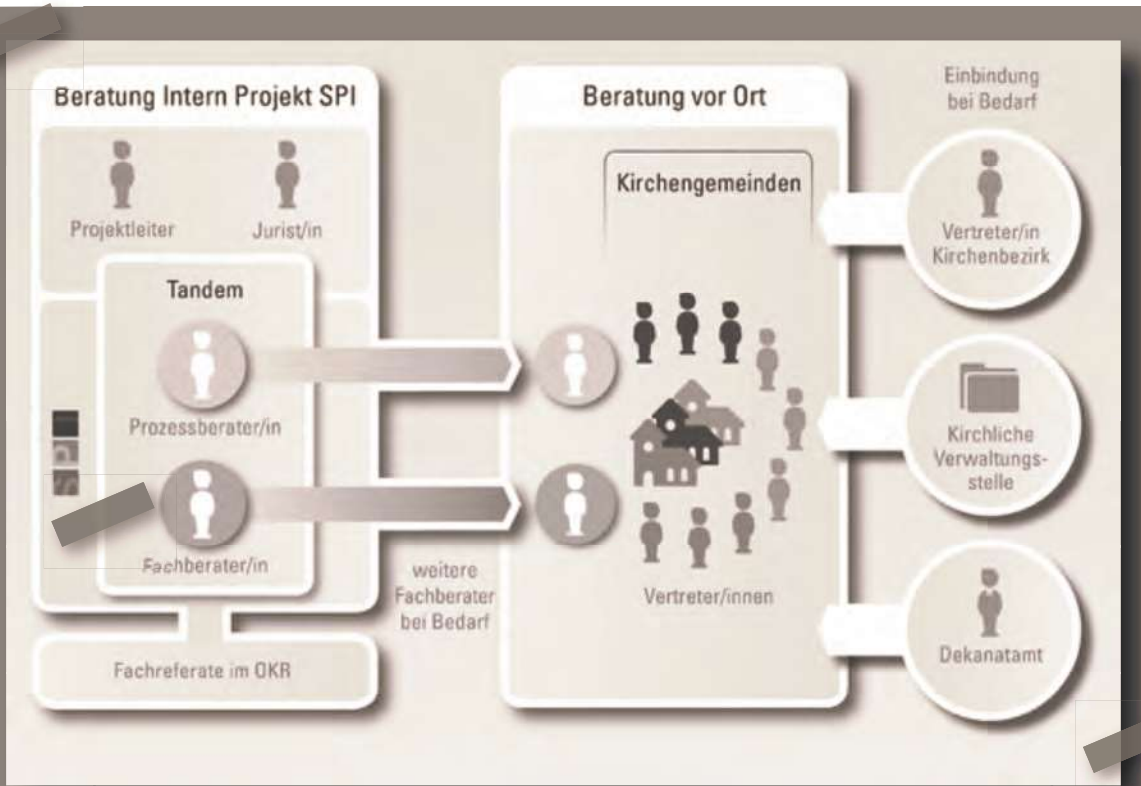 Beratung Intern Projekt SPI
Projektleiter
Jurist/in
Tandem
Prozessberater/in
Fachberater/in
Fachreferate im OKR
weitere
Fachberater
bei Bedarf
Beratung vor Ort
Kirchengemeinden
Vertreter/innen
Einbindung
bei Bedarf
Vertreter/in
Kirchenbezirk
Kirchliche
Verwaltungs-
stelle
Dekanatamt